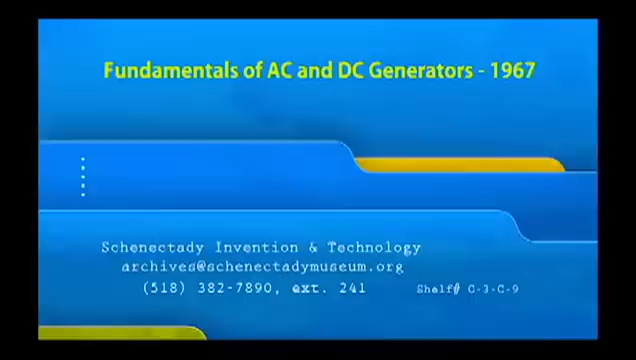 Fundamentals of AC and DC Generators - 1967
Schenectady Invention & Technology
archives@schenectadymuseum.org
(518) 382-7890, ext. 241
Shelf# C-3-C-9